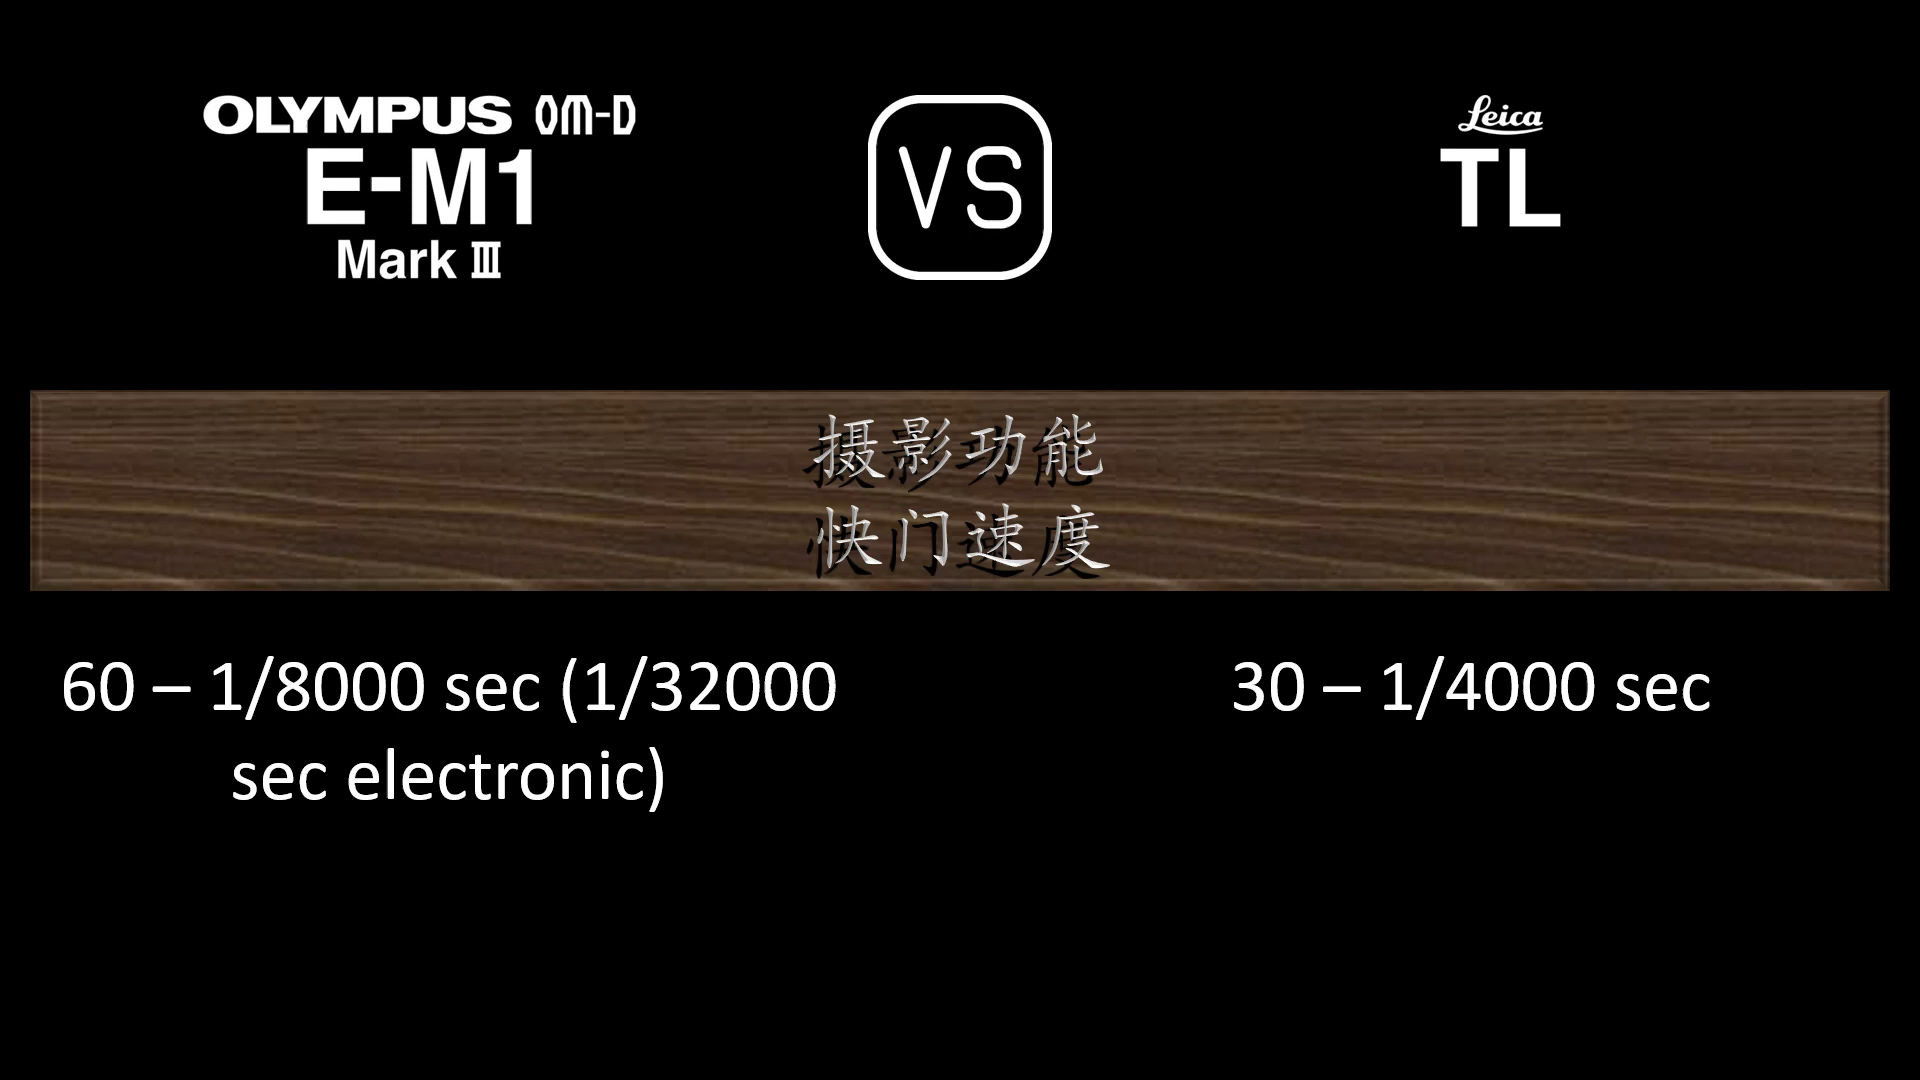 OLYMPUS OM-D
E-M1
Mark III
VS
Leica
TL
摄影功能
快门速度
60 – 1/8000 sec (1/32000
sec electronic)
30 – 1/4000 sec